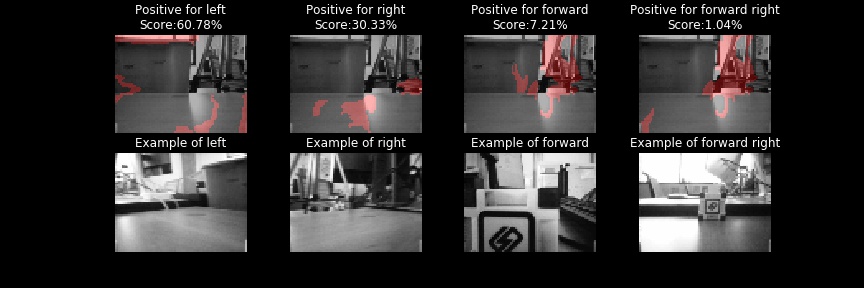 Positive for left
Score:60.78%
Positive for right
Score:30.33%
Positive for forward
Score:7.21%
Positive for forward right
Score:1.04%
Example of left
Example of right
Example of forward
Example of forward right